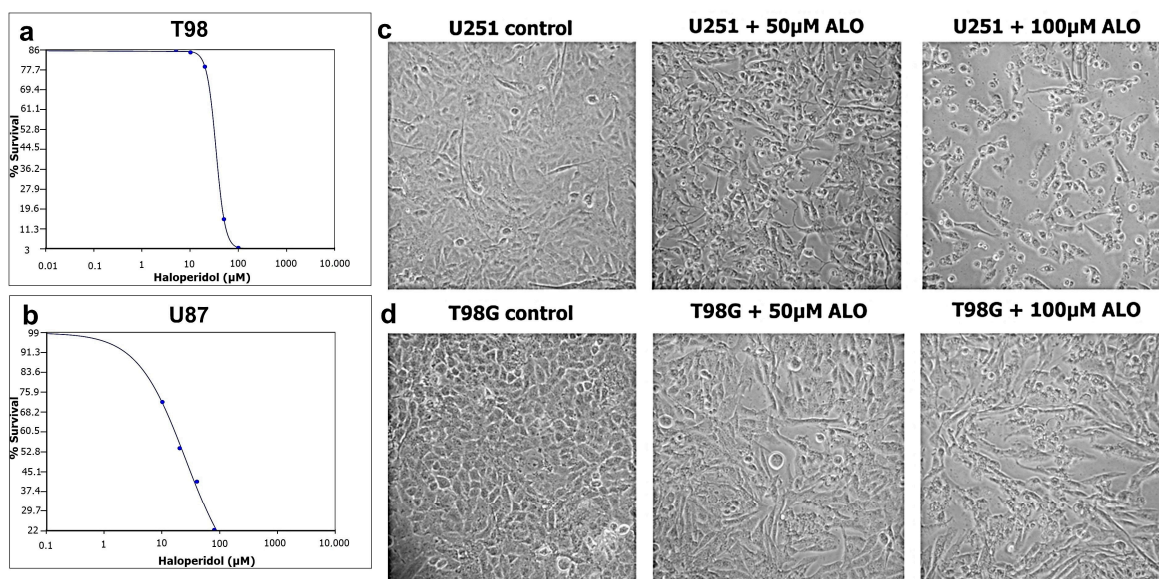 a
T98
86
77.7
69.4
61.1
52.8
44.5
36.2
27.9
19.6
11.3
3
% Survival
0.01 0.1 1 10 100 1000 10.000
Haloperidol (µM)
b
U87
99
91.3
83.6
75.9
68.2
60.5
52.8
45.1
37.4
29.7
22
% Survival
0.1 1 10 100 1000 10.000
Haloperidol (µM)
c
U251 control
U251 + 50µM ALO
U251 + 100µM ALO
d
T98G control
T98G + 50µM ALO
T98G + 100µM ALO